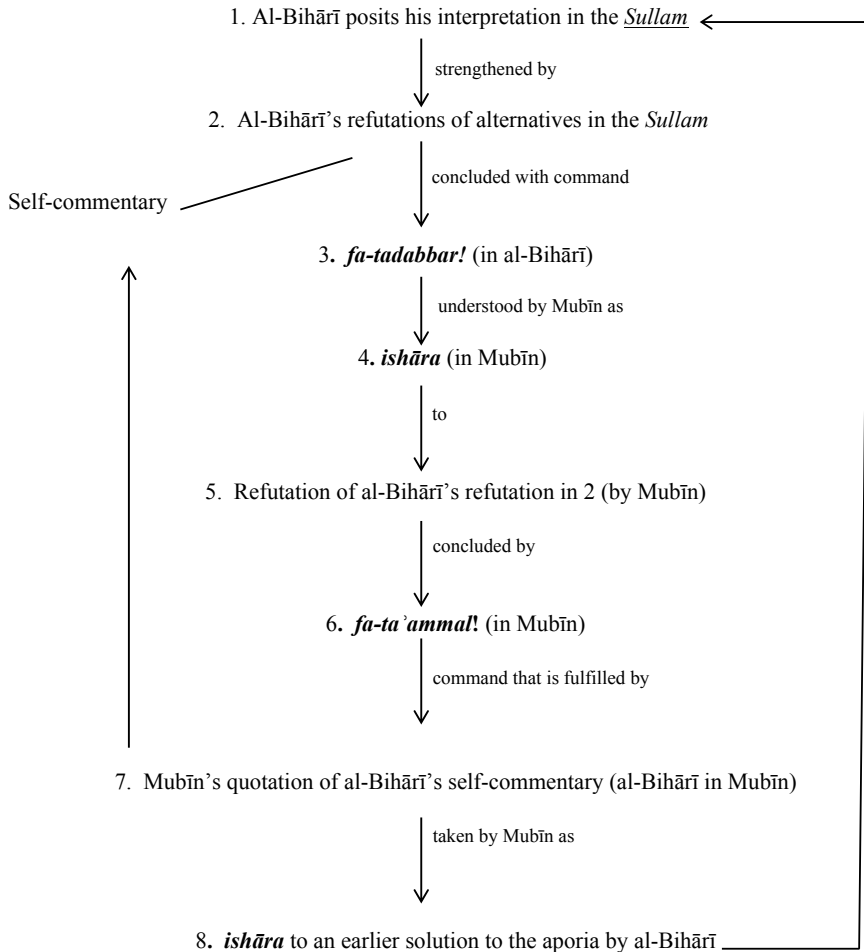 1. Al-Bihārī posits his interpretation in the Sullam
strengthened by
2. Al-Bihārī’s refutations of alternatives in the Sullam
concluded with command
Self-commentary
3. fa-tadabbar! (in al-Bihārī)
understood by Mubīn as
4. ishāra (in Mubīn)
to
5. Refutation of al-Bihārī’s refutation in 2 (by Mubīn)
concluded by
6. fa-taʾammal! (in Mubīn)
command that is fulfilled by
7. Mubīn’s quotation of al-Bihārī’s self-commentary (al-Bihārī in Mubīn)
taken by Mubīn as
8. ishāra to an earlier solution to the aporia by al-Bihārī